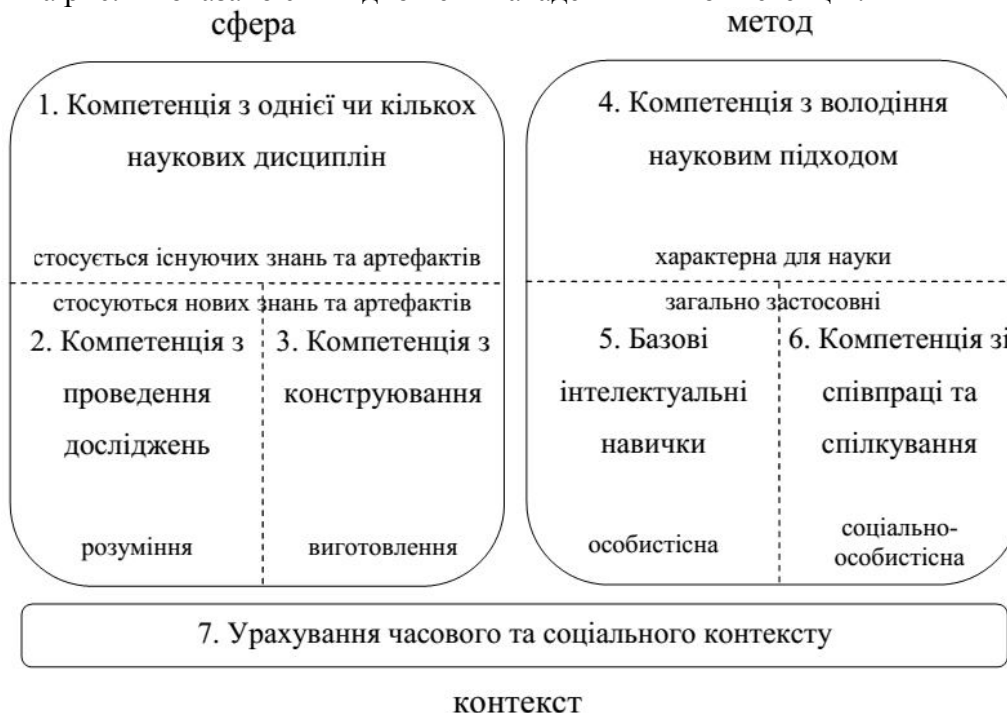 сфера
метод
1. Компетенція з однієї чи кількох
наукових дисциплін
стосується існуючих знань та артефактів
стосуються нових знань та артефактів
2. Компетенція з
проведення
досліджень
розуміння
3. Компетенція з
конструювання
виготовлення
4. Компетенція з володіння
науковим підходом
характерна для науки
загально застосовні
5. Базові
інтелектуальні
навички
особистісна
6. Компетенція зі
співпраці та
спілкування
соціально-
особистісна
7. Урахування часового та соціального контексту
контекст